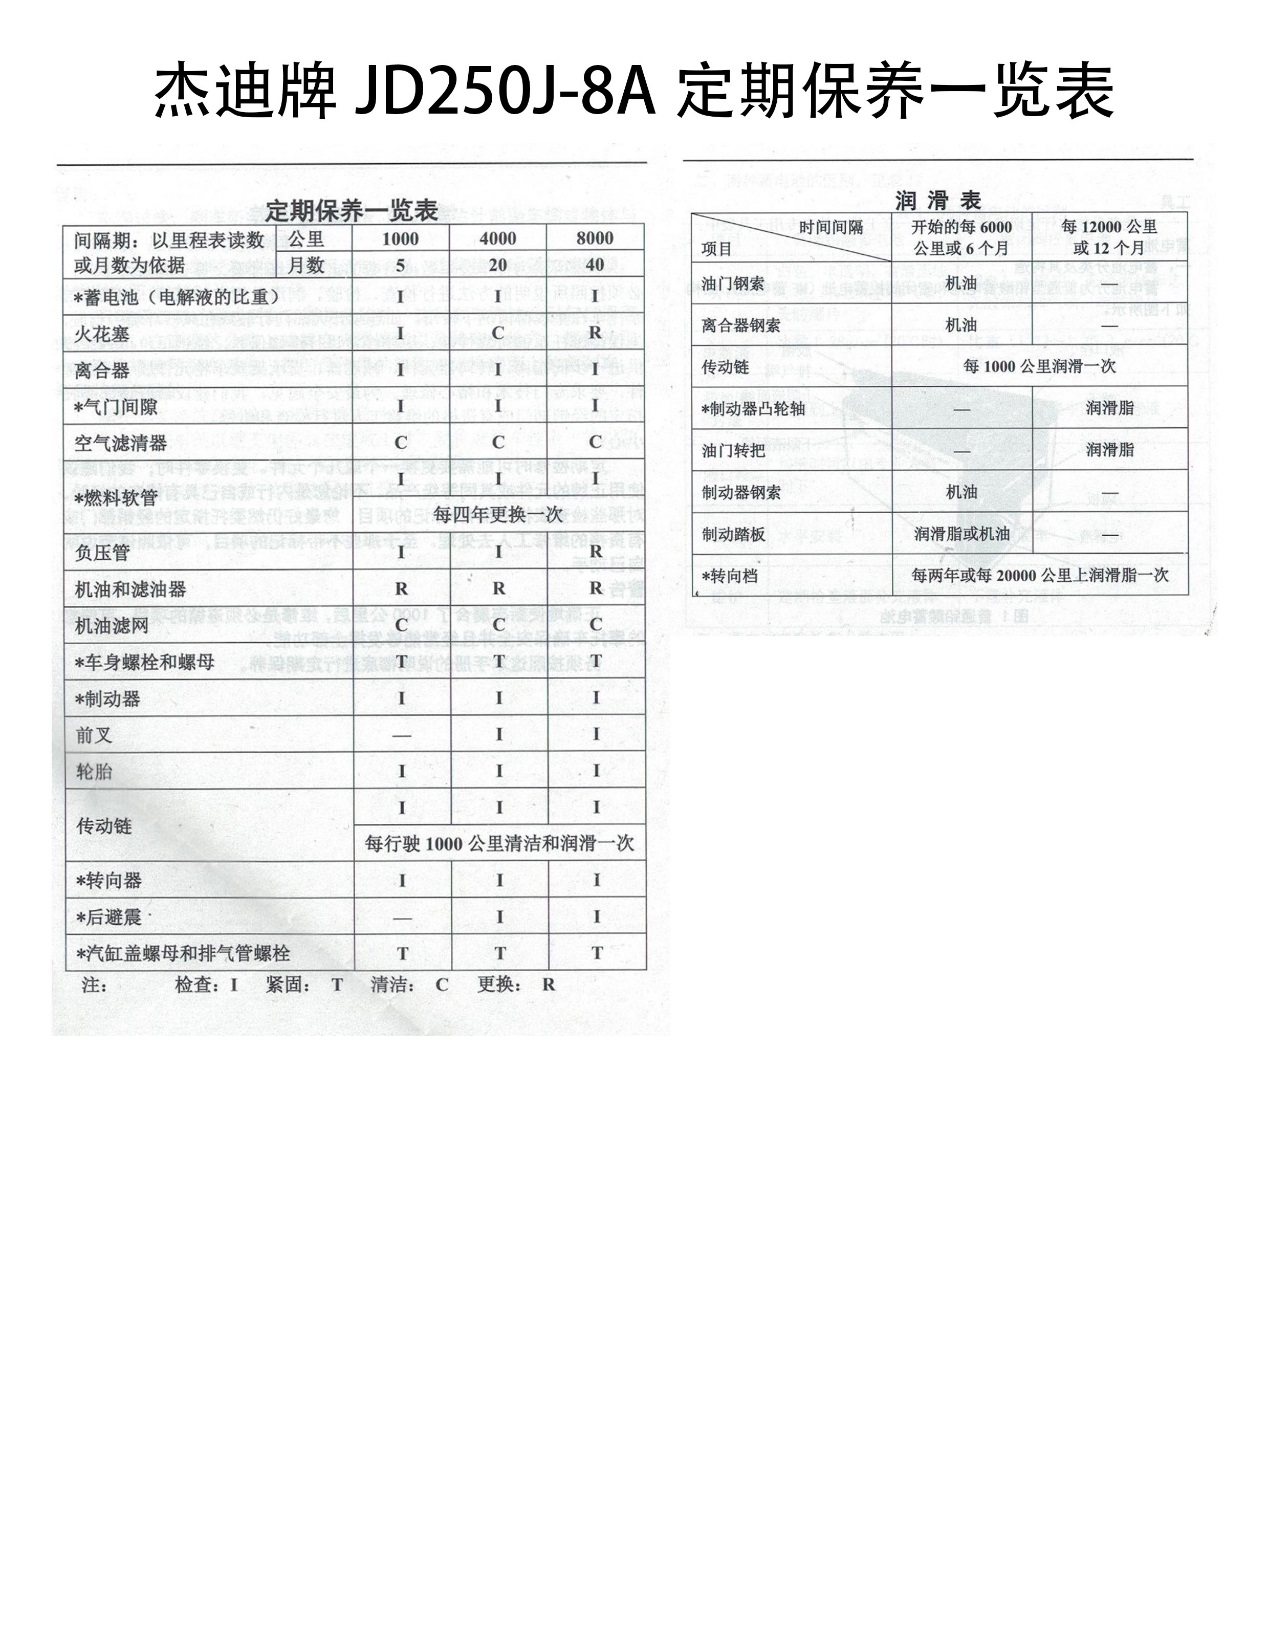 杰迪牌 JD250J-8A 定期保养一览表
定期保养一览表
间隔期：以里程表读数 公里 1000 4000 8000
或月数为依据 月数 5 20 40
*蓄电池（电解液的比重） I I I
火花塞 I C R
离合器 I I I
*气门间隙 I I I
空气滤清器 C C C
*燃料软管 I I I
每四年更换一次
负压管 I I R
机油和滤油器 R R R
机油滤网 C C C
*车身螺栓和螺母 T T T
*制动器 I I I
前叉 — I I
轮胎 I I I
传动链 I I I
每行驶 1000 公里清洁和润滑一次
*转向器 I I I
*后避震 — I I
*汽缸盖螺母和排气管螺栓 T T T
注： 检查：I 紧固： T 清洁： C 更换： R
润 滑 表
时间间隔 开始的每 6000 每 12000 公里
项目 公里或 6 个月 或 12 个月
油门钢索 机油 —
离合器钢索 机油 —
传动链 每 1000 公里润滑一次
*制动器凸轮轴 — 润滑脂
油门转把 — 润滑脂
制动器钢索 机油 —
制动踏板 润滑脂或机油 —
*转向档 每两年或每 20000 公里上润滑脂一次